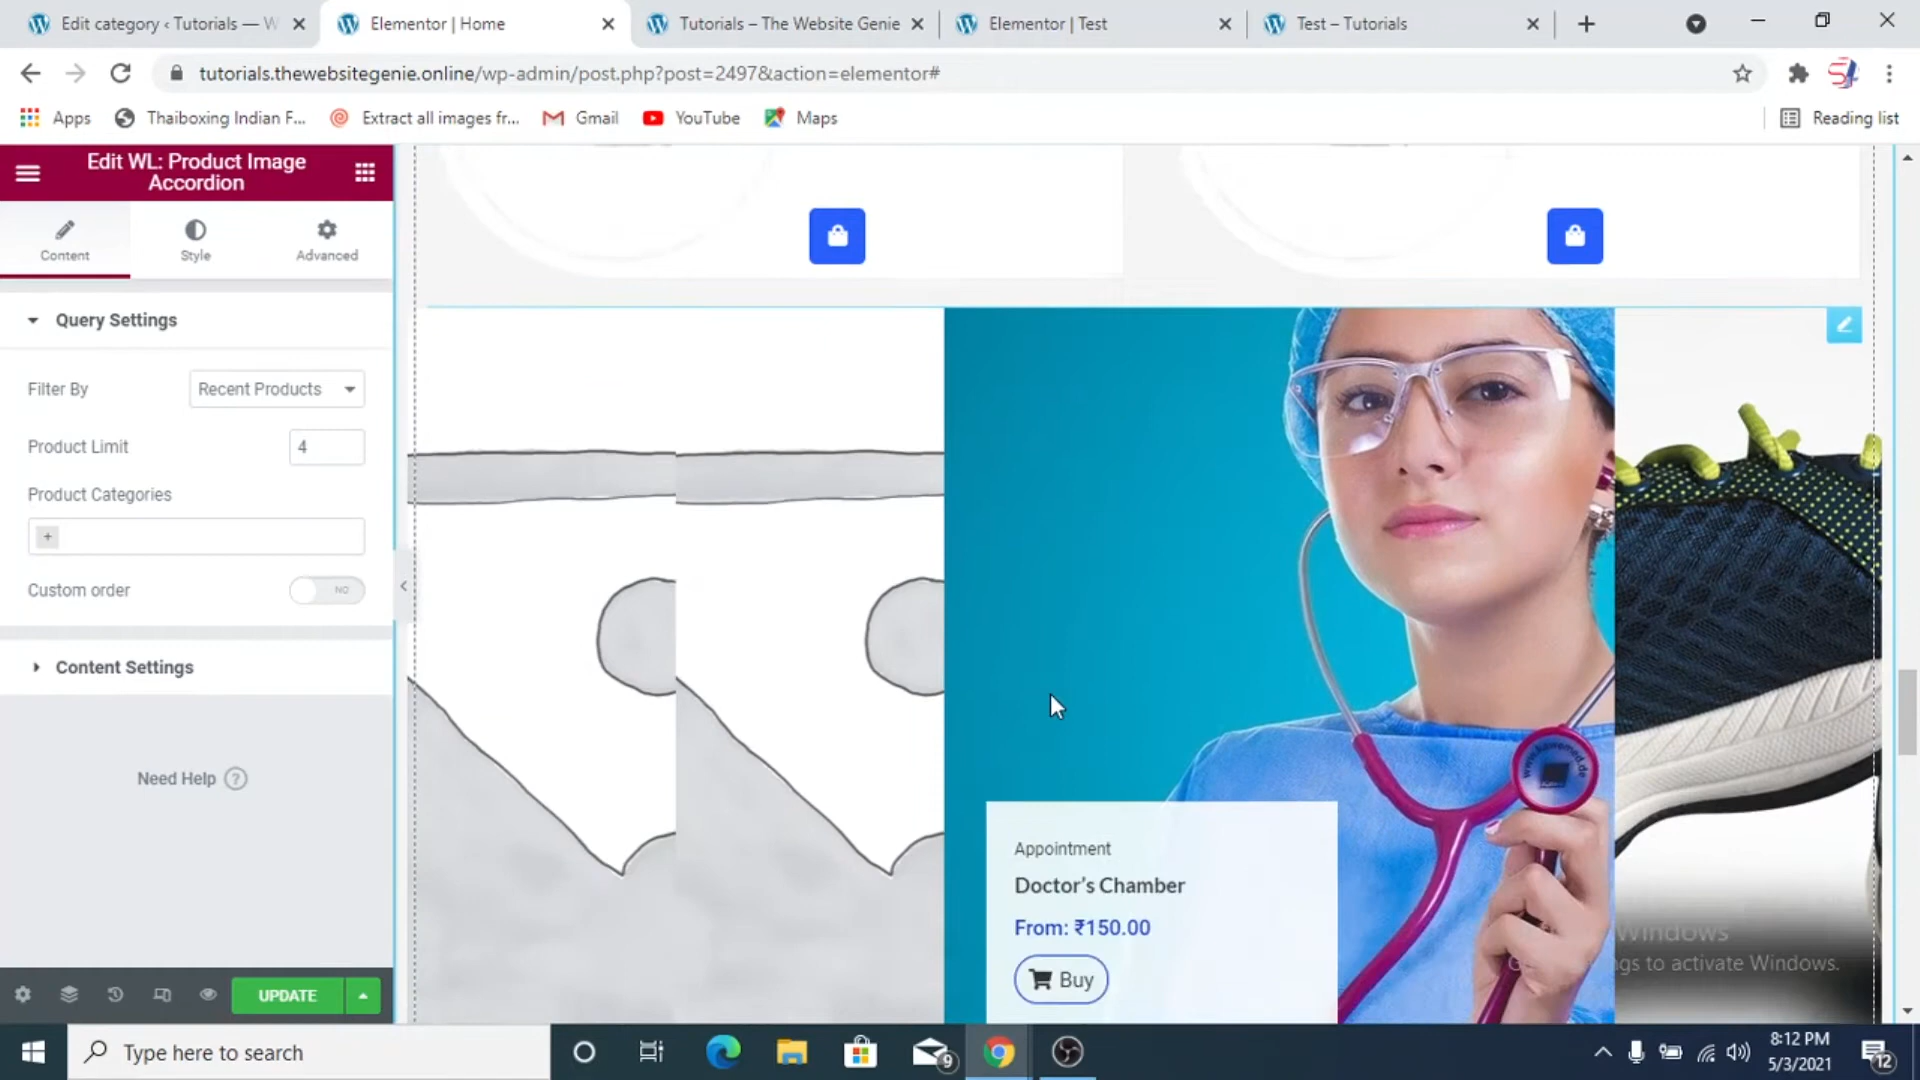 Edit category ‹ Tutorials — W
Elementor | Home
Tutorials – The Website Genie
Elementor | Test
Test – Tutorials
tutorials.thewebsitegenie.online/wp-admin/post.php?post=2497&action=elementor#
Apps
Thaiboxing Indian F...
Extract all images fr...
Gmail
YouTube
Maps
Reading list
Edit WL: Product Image
Accordion
Content
Style
Advanced
Query Settings
Filter By
Recent Products
Product Limit
4
Product Categories
+
Custom order
NO
Content Settings
Need Help ?
UPDATE
Appointment
Doctor's Chamber
From: ₹150.00
Buy
Windows
ngs to activate Windows.
Type here to search
9
8:12 PM
5/3/2021
12